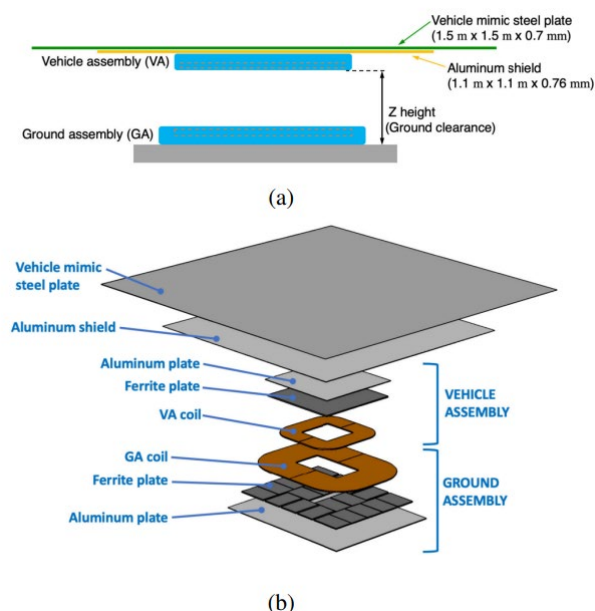 Vehicle mimic steel plate
(1.5 m x 1.5 m x 0.7 mm)
Vehicle assembly (VA)
Aluminum shield
(1.1 m x 1.1 m x 0.76 mm)
Z height
(Ground clearance)
Ground assembly (GA)
(a)
Vehicle mimic
steel plate
Aluminum shield
Aluminum plate
Ferrite plate
VA coil
VEHICLE
ASSEMBLY
GA coil
Ferrite plate
Aluminum plate
GROUND
ASSEMBLY
(b)